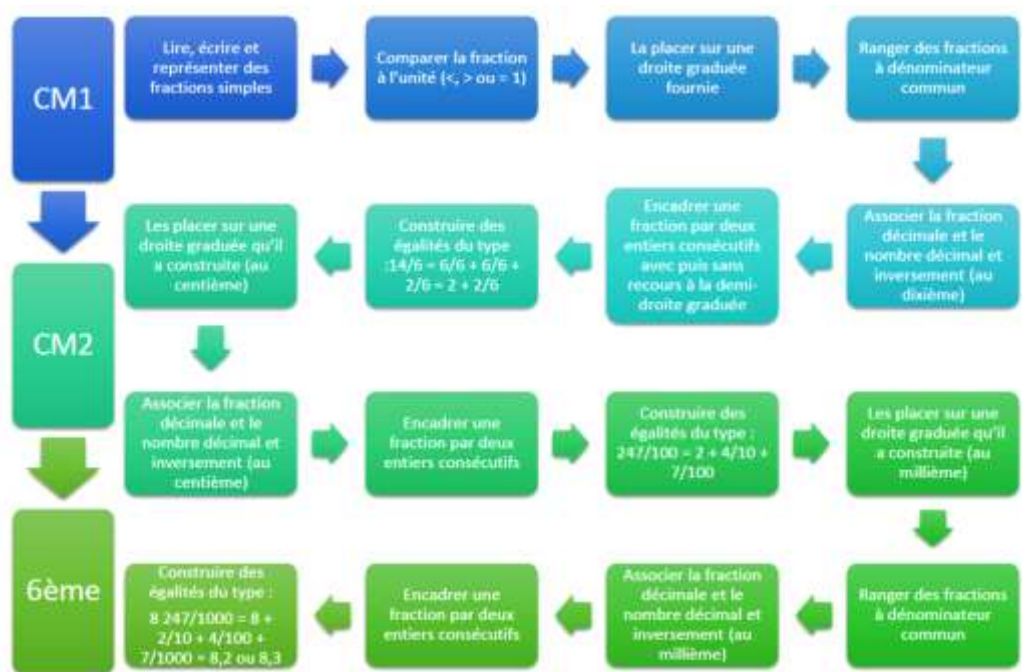 CM1
Lire, écrire et
représenter des
fractions simples
Comparer la fraction
à l'unité (<, > ou = 1)
La placer sur une
droite graduée
fournie
Ranger des fractions
à dénominateur
commun
Associer la fraction
décimale et le
nombre décimal et
inversement (au
dixième)
Encadrer une
fraction par deux
entiers consécutifs
avec puis sans
recours à la demi-
droite graduée
Construire des
égalités du type
:14/6 = 6/6 + 6/6 +
2/6 = 2 + 2/6
Les placer sur une
droite graduée qu'il
a construite (au
centième)
CM2
Associer la fraction
décimale et le
nombre décimal et
inversement (au
centième)
Encadrer une
fraction par deux
entiers consécutifs
Construire des
égalités du type :
247/100 = 2 + 4/10 +
7/100
Les placer sur une
droite graduée qu'il
a construite (au
millième)
Ranger des fractions
à dénominateur
commun
Associer la fraction
décimale et le
nombre décimal et
inversement (au
millième)
Encadrer une
fraction par deux
entiers consécutifs
Construire des
égalités du type :
8 247/1000 = 8 +
2/10 + 4/100 +
7/1000 = 8,2 ou 8,3
6ème